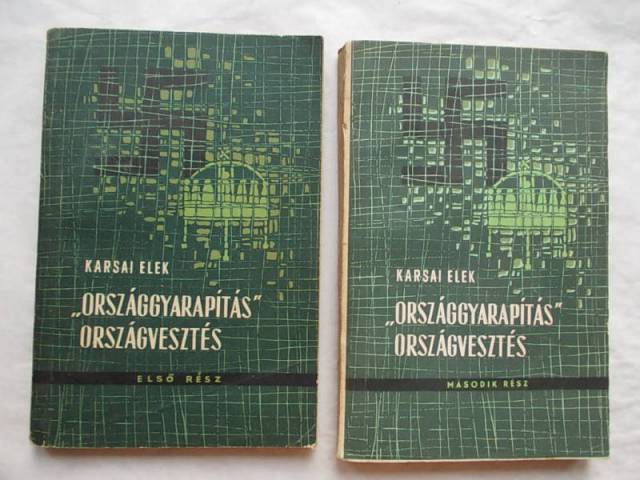 KARSAI ELEK
„ORSZÁGGYARAPÍTÁS”
ORSZÁGVESZTÉS
ELSŐ RÉSZ
KARSAI ELEK
„ORSZÁGGYARAPÍTÁS”
ORSZÁGVESZTÉS
MÁSODIK RÉSZ